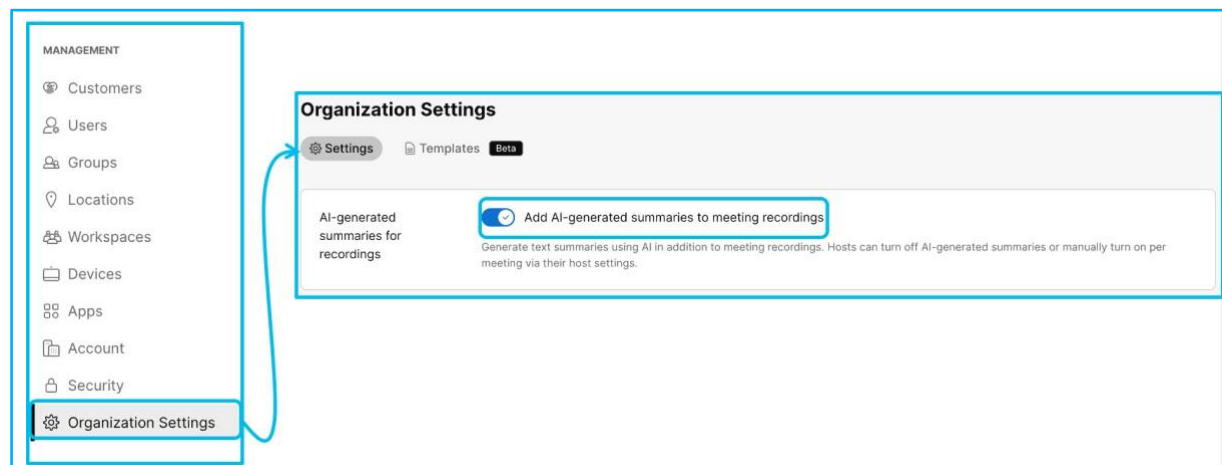 MANAGEMENT
Customers
Users
Groups
Locations
Workspaces
Devices
Apps
Account
Security
Organization Settings
Organization Settings
Settings
Templates Beta
AI-generated
summaries for
recordings
Add AI-generated summaries to meeting recordings
Generate text summaries using AI in addition to meeting recordings. Hosts can turn off AI-generated summaries or manually turn on per
meeting via their host settings.